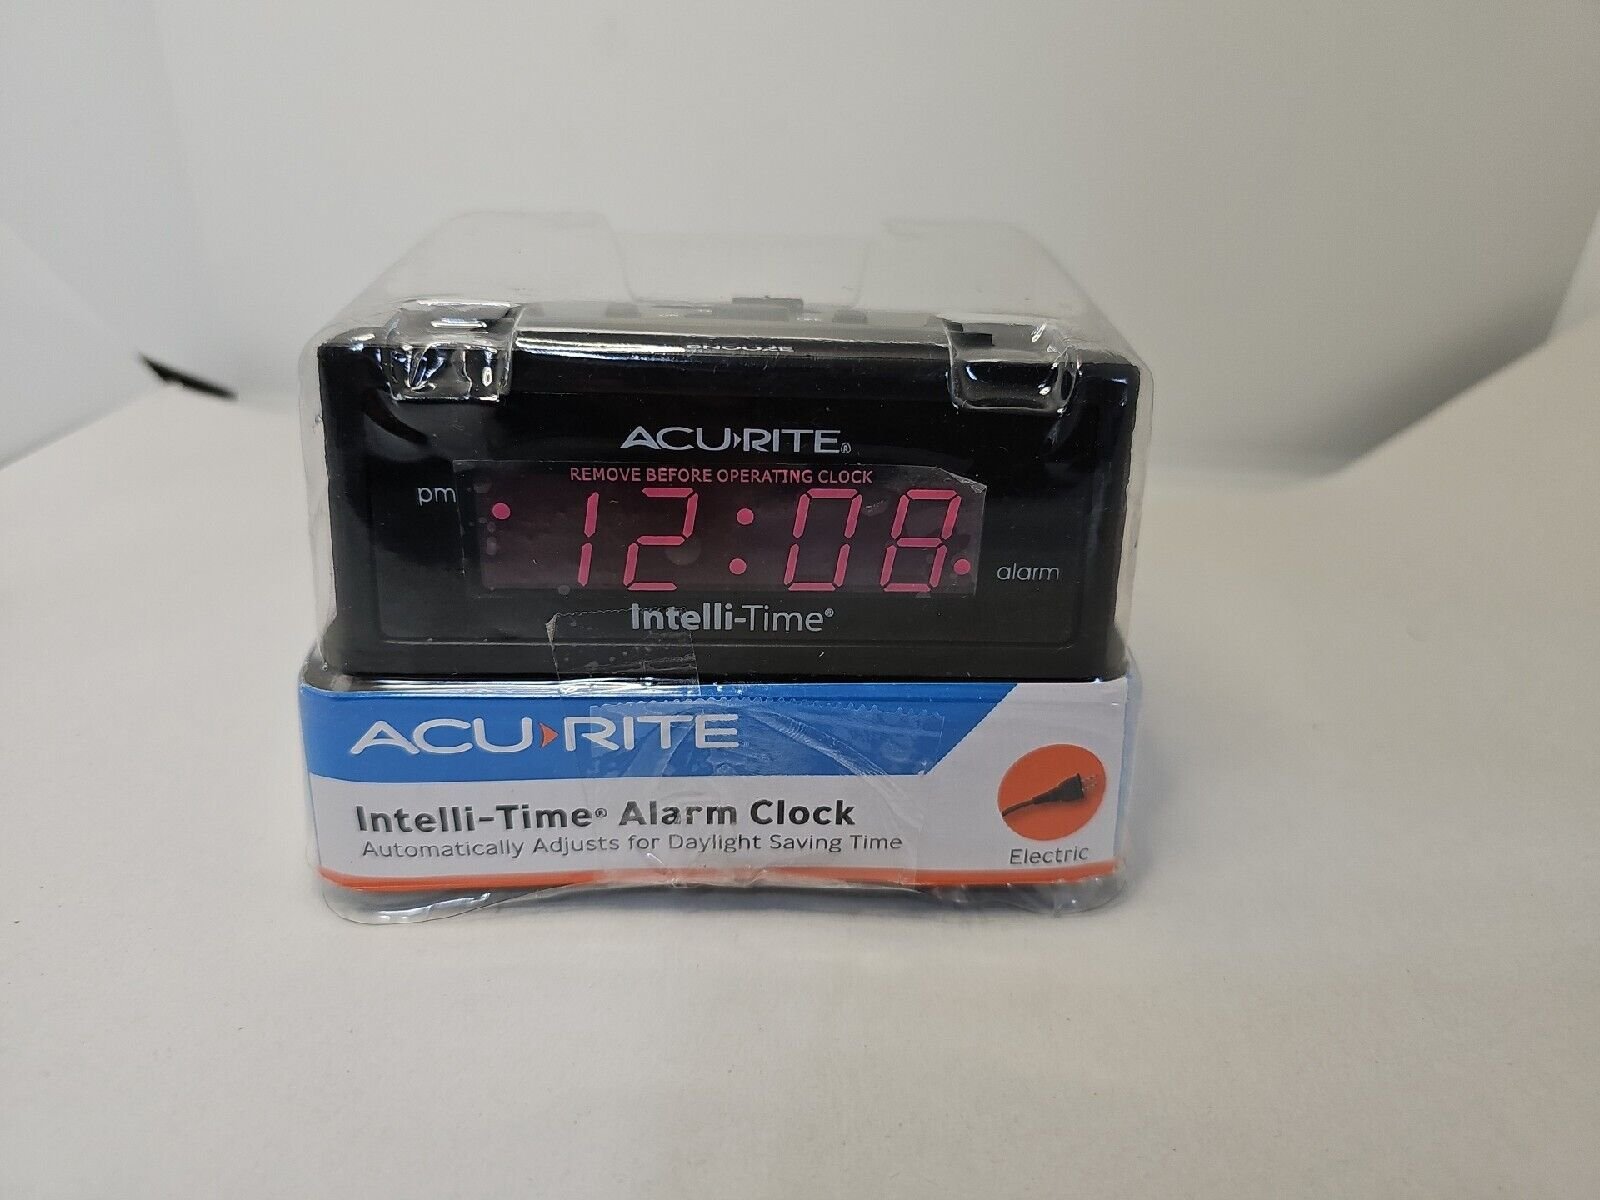 SNOOZE
ACU▸RITE®
REMOVE BEFORE OPERATING CLOCK
pm
12:08
alarm
Intelli-Time®
ACU▸RITE
Intelli-Time® Alarm Clock
Automatically Adjusts for Daylight Saving Time
Electric